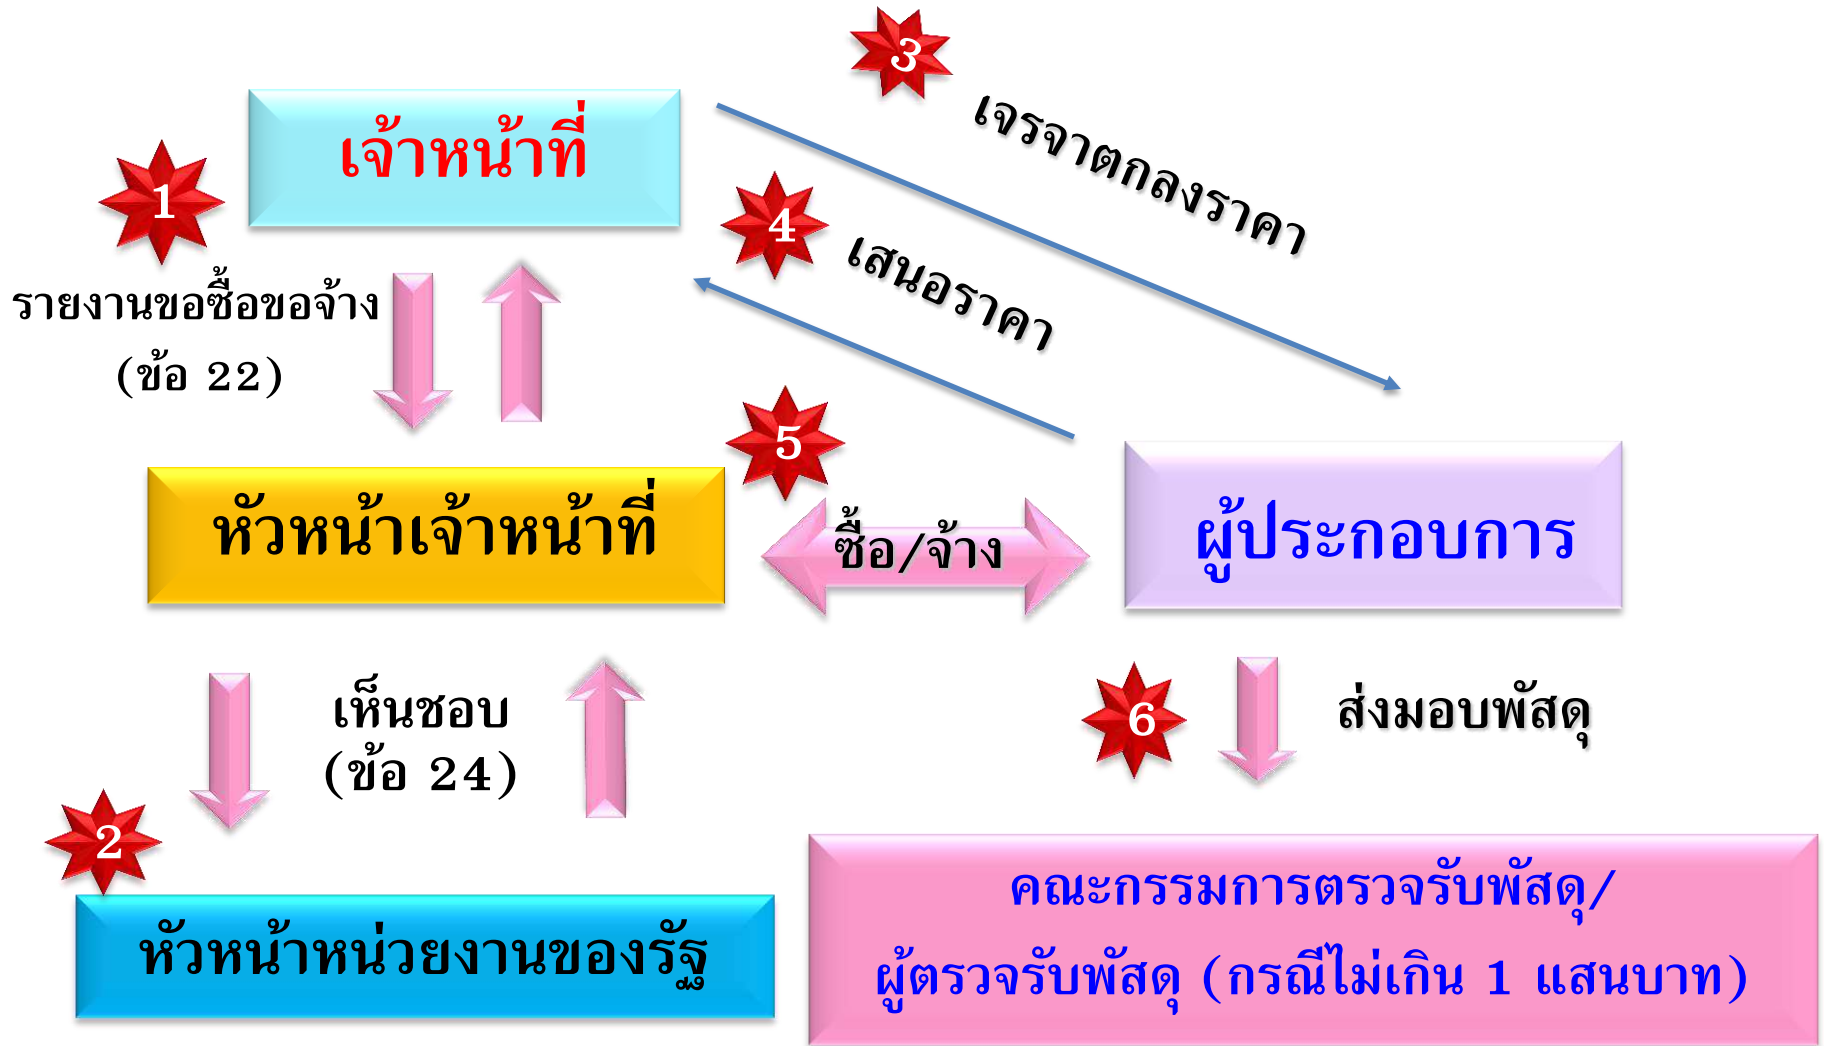 3
เจรจาตกลงราคา
เจ้าหน้าที่
1
4
เสนอราคา
รายงานขอซื้อขอจ้าง
(ข้อ 22)
5
หัวหน้าเจ้าหน้าที่
ซื้อ/จ้าง
ผู้ประกอบการ
เห็นชอบ
(ข้อ 24)
6
ส่งมอบพัสดุ
2
หัวหน้าหน่วยงานของรัฐ
คณะกรรมการตรวจรับพัสดุ/
ผู้ตรวจรับพัสดุ (กรณีไม่เกิน 1 แสนบาท)